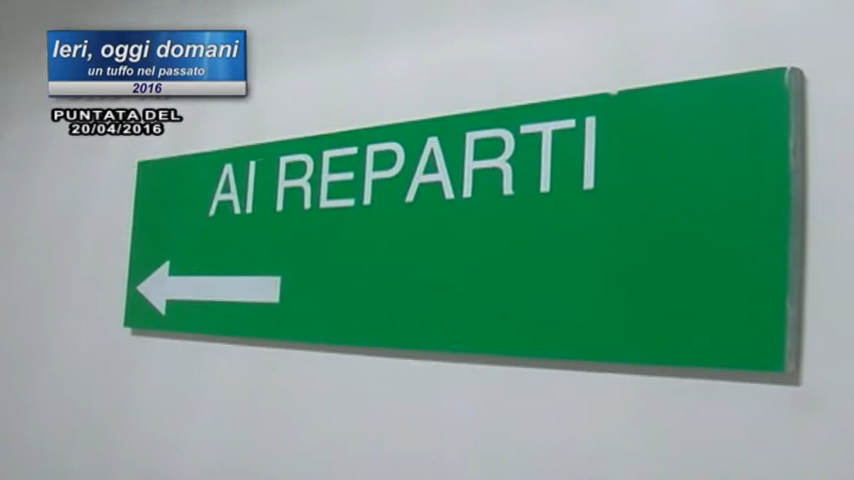 Ieri, oggi domani
un tuffo nel passato
2016
PUNTATA DEL
20/04/2016
AI REPARTI